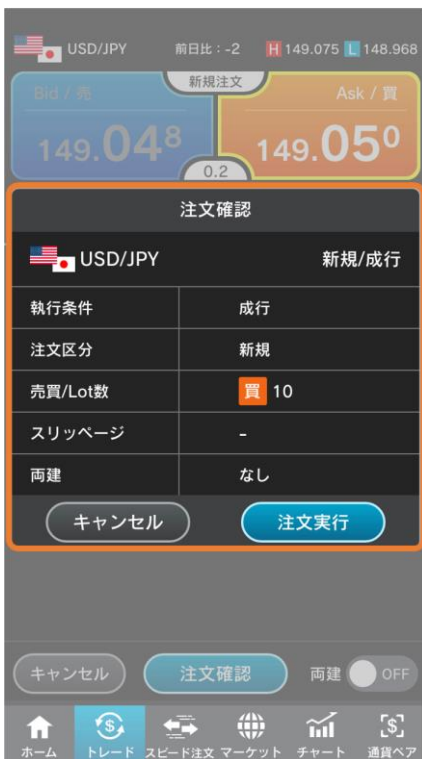 USD/JPY 前日比：-2 H 149.075 L 148.968
新規注文
Bid / 売 Ask / 買
149.048 149.050
0.2
注文確認
USD/JPY 新規/成行
執行条件 成行
注文区分 新規
売買/Lot数 買 10
スリッページ -
両建 なし
キャンセル 注文実行
キャンセル 注文確認 両建 OFF
ホーム トレード スピード注文 マーケット チャート 通貨ペア